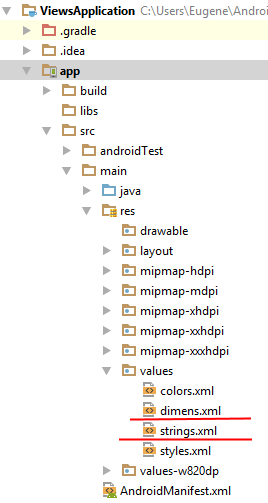 ViewsApplication C:\Users\Eugene\Andro
.gradle
.idea
app
build
libs
src
androidTest
main
java
res
drawable
layout
mipmap-hdpi
mipmap-mdpi
mipmap-xhdpi
mipmap-xxhdpi
mipmap-xxxhdpi
values
colors.xml
dimens.xml
strings.xml
styles.xml
values-w820dp
AndroidManifest.xml